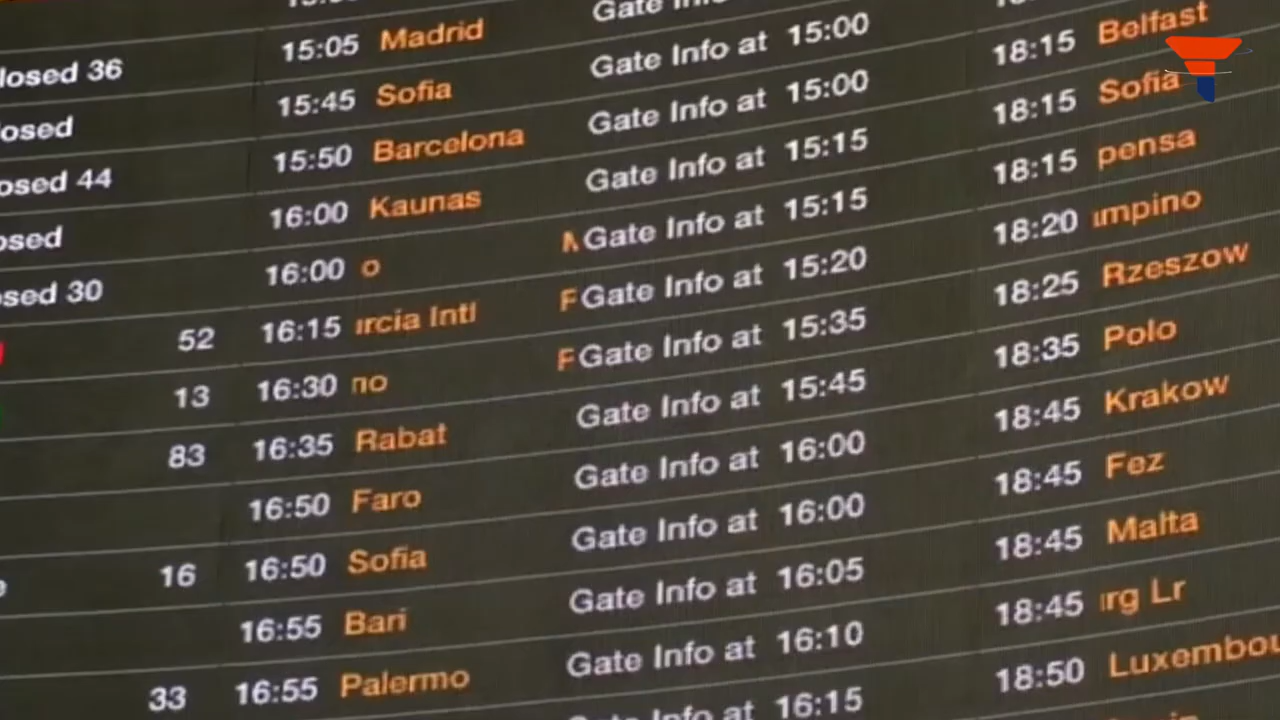 losed 36 15:05 Madrid Gate
losed 15:45 Sofia Gate Info at 15:00
osed 44 15:50 Barcelona Gate Info at 15:00 18:15 Belfast
osed 16:00 Kaunas Gate Info at 15:15 18:15 Sofia
sed 30 16:00 o Gate Info at 15:15 18:15 pensa
52 16:15 rcia Intl F Gate Info at 15:20 18:20 mpino
13 16:30 no F Gate Info at 15:35 18:25 Rzeszow
83 16:35 Rabat Gate Info at 15:45 18:35 Polo
16:50 Faro Gate Info at 16:00 18:45 Krakow
16 16:50 Sofia Gate Info at 16:00 18:45 Fez
16:55 Bari Gate Info at 16:05 18:45 Malta
33 16:55 Palermo Gate Info at 16:10 18:45 rg Lr
Info at 16:15 18:50 Luxembou